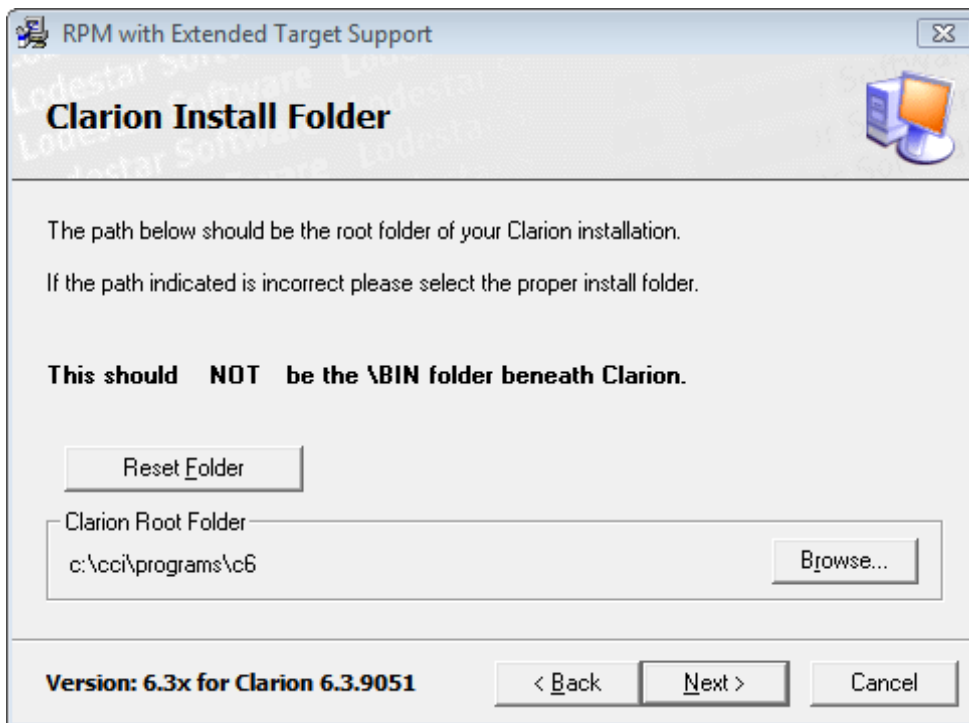 RPM with Extended Target Support
Lodestar Software Lodestar
Clarion Install Folder
The path below should be the root folder of your Clarion installation.
If the path indicated is incorrect please select the proper install folder.
This should NOT be the \BIN folder beneath Clarion.
Reset Folder
Clarion Root Folder
c:\cci\programs\c6
Browse...
Version: 6.3x for Clarion 6.3.9051
< Back
Next >
Cancel